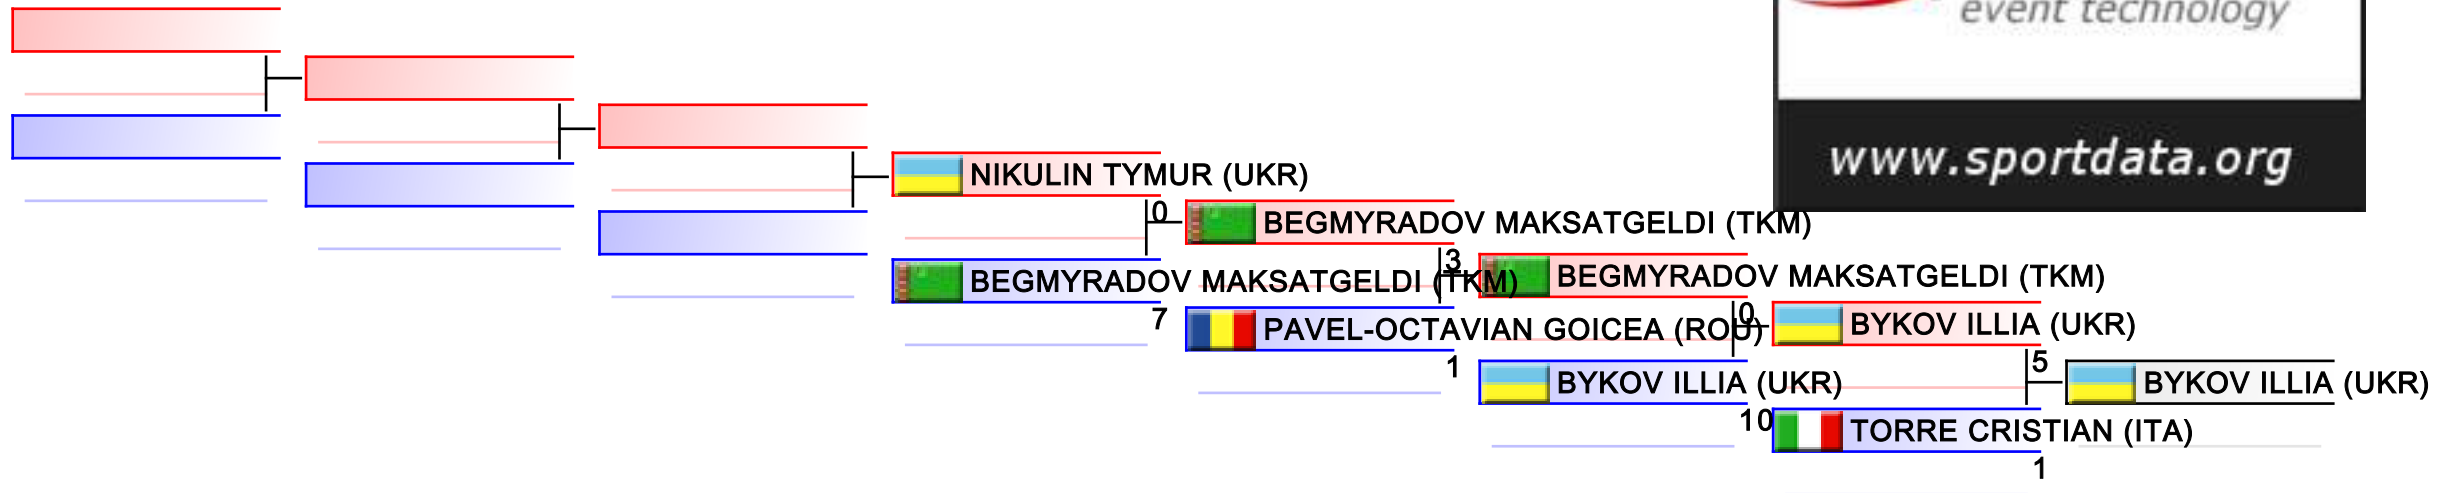 event technology
www.sportdata.org
NIKULIN TYMUR (UKR)
0
BEGMYRADOV MAKSATGELDI (TKM)
BEGMYRADOV MAKSATGELDI (TKM)
7
3
BEGMYRADOV MAKSATGELDI (TKM)
PAVEL-OCTAVIAN GOICEA (ROU)
1
0
BYKOV ILLIA (UKR)
BYKOV ILLIA (UKR)
10
5
BYKOV ILLIA (UKR)
TORRE CRISTIAN (ITA)
1